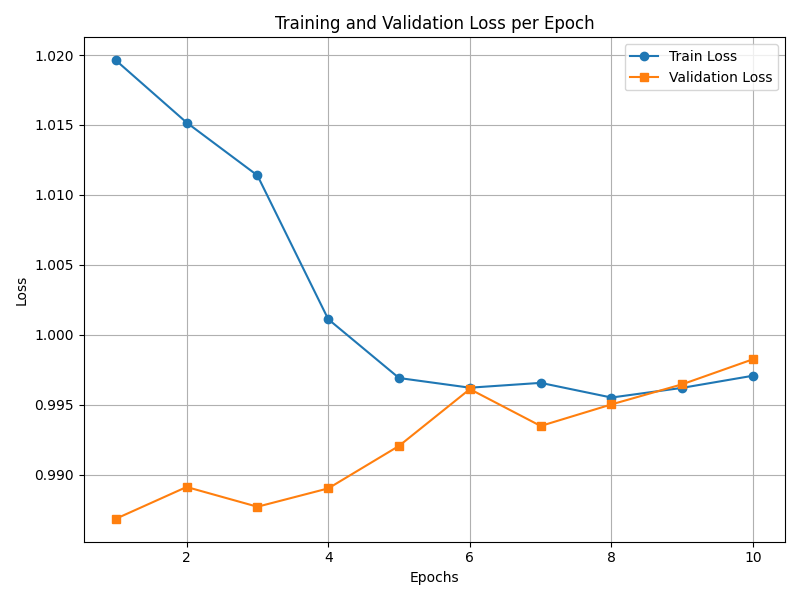 Training and Validation Loss per Epoch
Train Loss
Validation Loss
1.020
1.015
1.010
1.005
1.000
0.995
0.990
Loss
2 4 6 8 10
Epochs